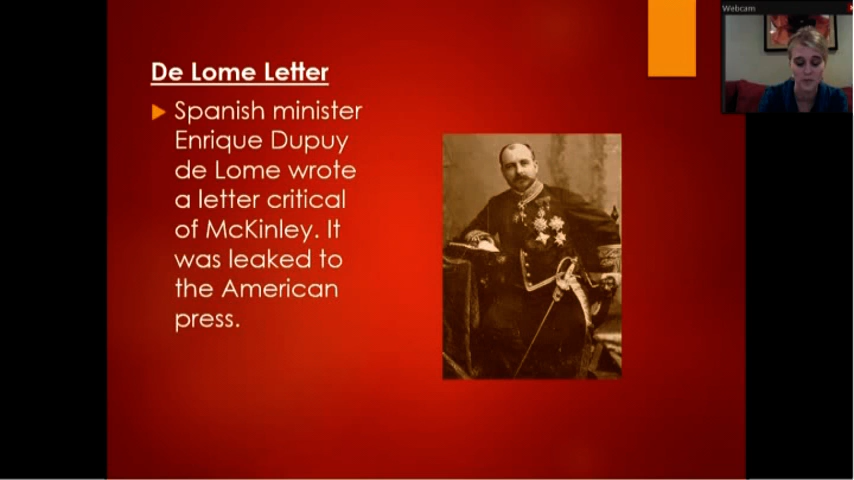 Webcam
De Lome Letter
Spanish minister
Enrique Dupuy
de Lome wrote
a letter critical
of McKinley. It
was leaked to
the American
press.